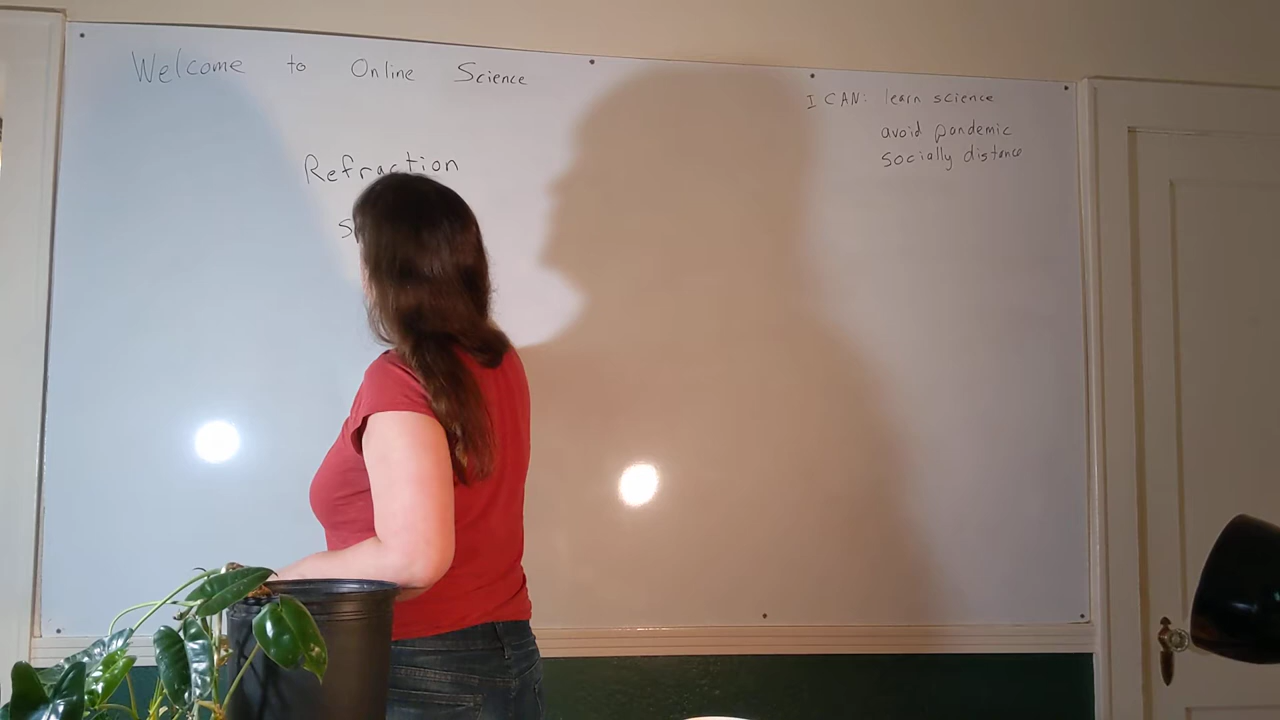 Welcome to Online Science
I CAN: learn science
avoid pandemic
socially distance
Refraction